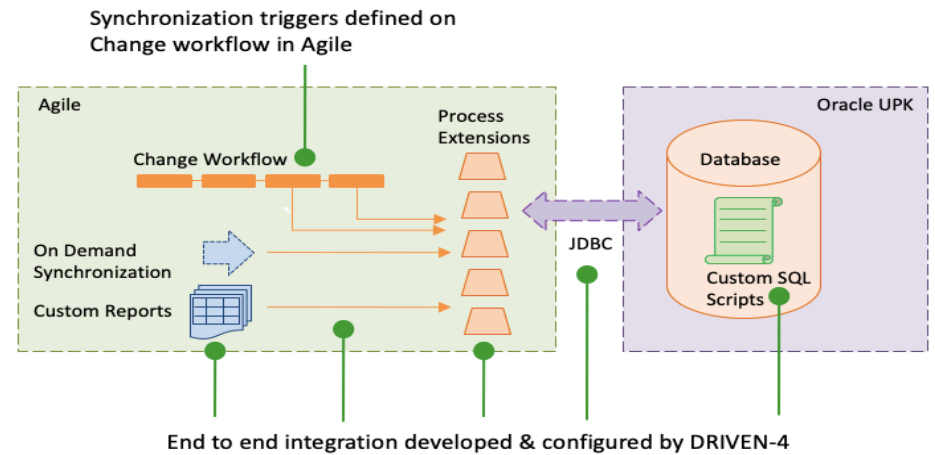 Synchronization triggers defined on
Change workflow in Agile
Agile
Oracle UPK
Process
Extensions
Change Workflow
Database
On Demand
Synchronization
JDBC
Custom SQL
Scripts
Custom Reports
End to end integration developed & configured by DRIVEN-4